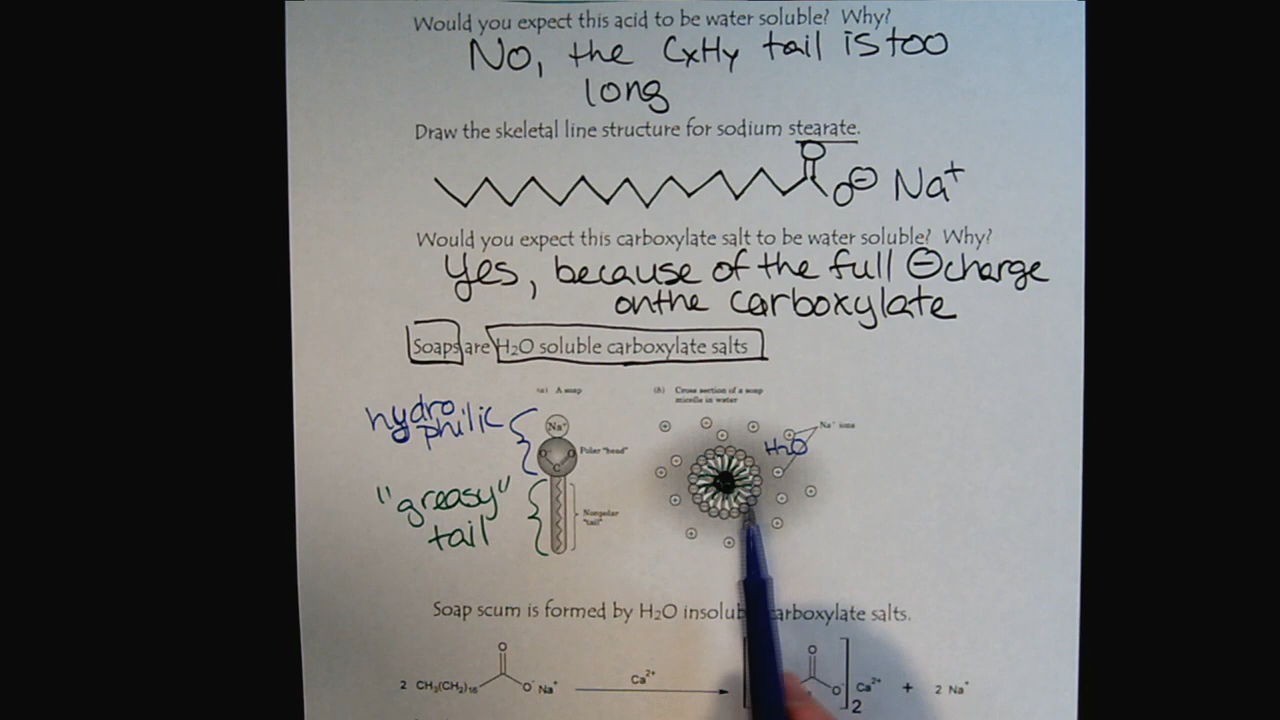 Would you expect this acid to be water soluble? Why?
No, the CxHy tail is too
long
Draw the skeletal line structure for sodium stearate.
O
O⊖ Na⁺
Would you expect this carboxylate salt to be water soluble? Why?
Yes, because of the full ⊖charge
on the carboxylate
Soaps are H₂O soluble carboxylate salts
(a) A soap
(b) Cross section of a soap
micelle in water
hydro
philic
Na⁺
O⁻ O
C
Polar "head"
Na⁺ ions
H₂O
"greasy"
tail
Nonpolar
"tail"
Soap scum is formed by H₂O carboxylate salts.
O
2 CH₃(CH₂)₁₆ O⁻ Na⁺
Ca²⁺
O
O⁻
2
Ca²⁺ + 2 Na⁺